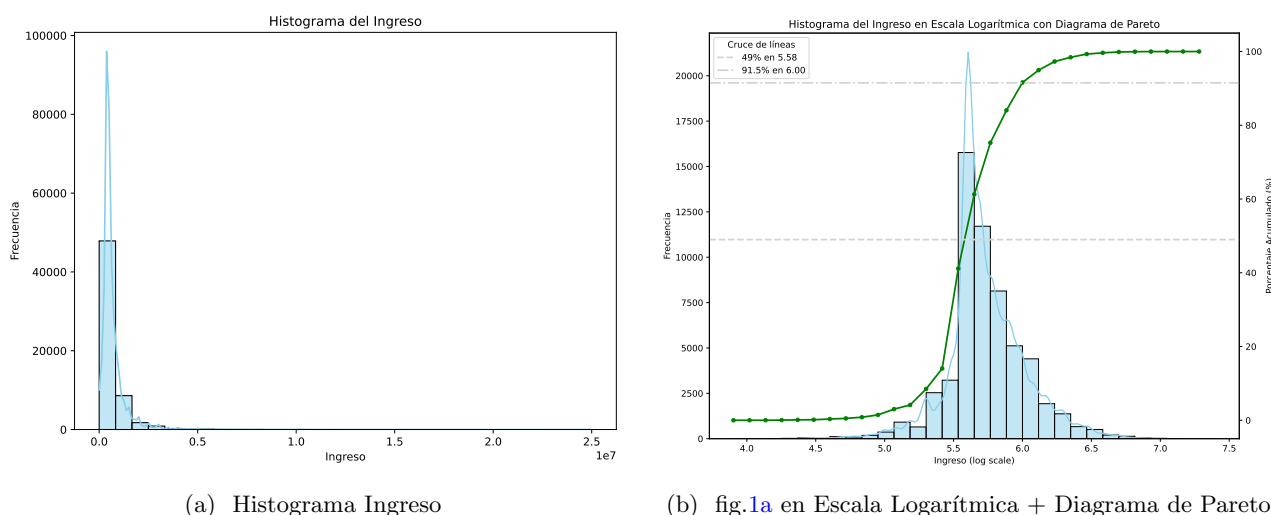 Histograma del Ingreso
100000
80000
60000
40000
20000
0
Frecuencia
0.0
0.5
1.0
1.5
2.0
2.5
1e7
Ingreso
(a) Histograma Ingreso
Histograma del Ingreso en Escala Logarítmica con Diagrama de Pareto
Cruce de líneas
49% en 5.58
91.5% en 6.00
20000
17500
15000
12500
10000
7500
5000
2500
0
Frecuencia
100
80
60
40
20
0
Porcentaje Acumulado (%)
4.0
4.5
5.0
5.5
6.0
6.5
7.0
7.5
Ingreso (log scale)
(b) fig.1a en Escala Logarítmica + Diagrama de Pareto